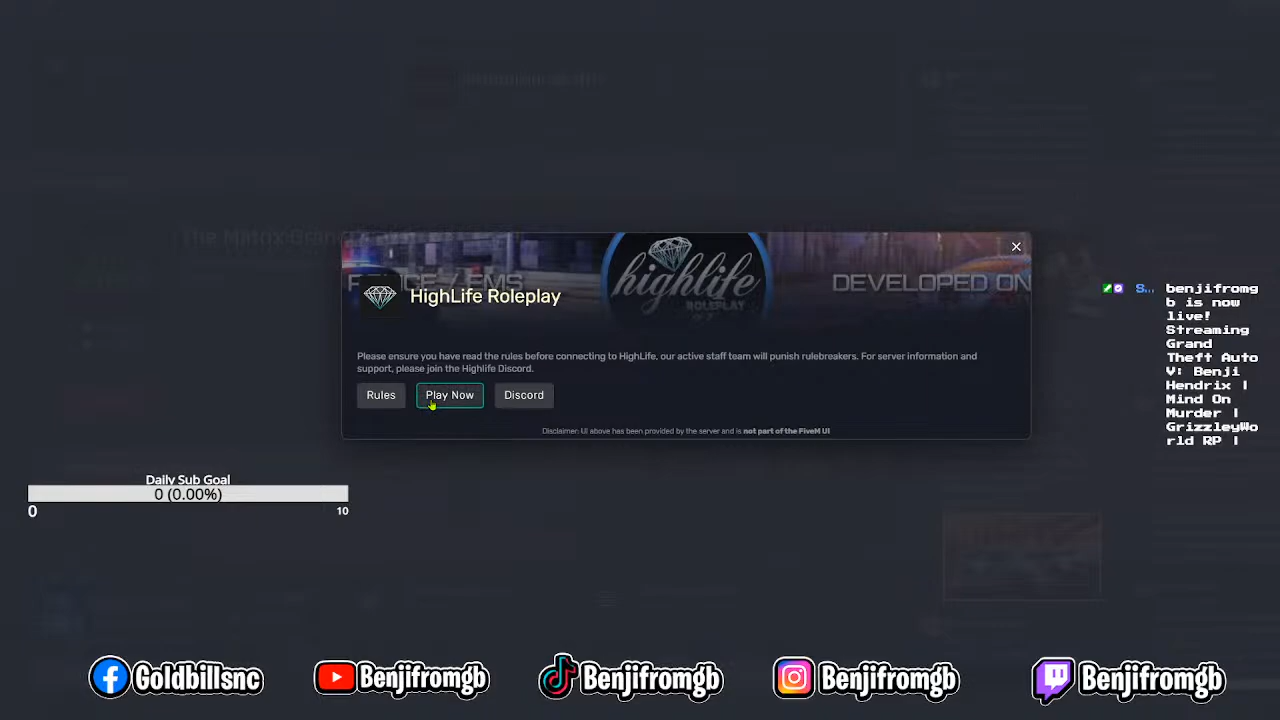 highlife
ROLEPLAY
DEVELOPED ON
HighLife Roleplay
Please ensure you have read the rules before connecting to HighLife, our active staff team will punish rulebreakers. For server information and
support, please join the Highlife Discord.
Rules
Play Now
Discord
Disclaimer: UI above has been provided by the server and is not part of the FiveM UI
S...
benjifromg
b is now
live!
Streaming
Grand
Theft Auto
V: Benji
Hendrix |
Mind On
Murder |
GrizzleyWo
rld RP |
Daily Sub Goal
0 (0.00%)
0
10
Goldbillsnc
Benjifromgb
Benjifromgb
Benjifromgb
Benjifromgb